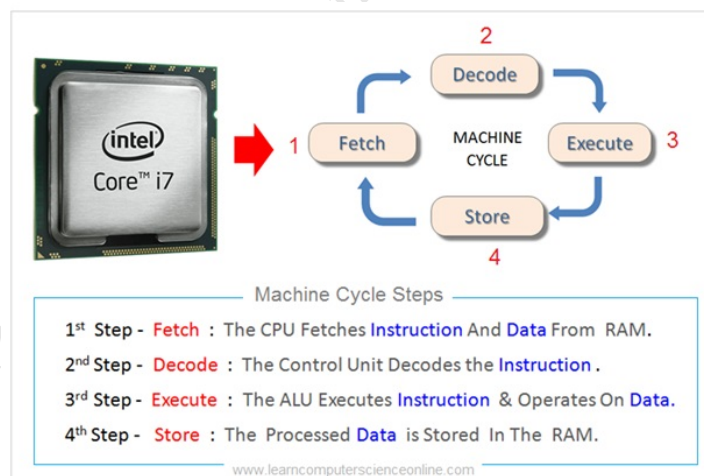 2
Decode
intel
Core™ i7
1
Fetch
MACHINE
CYCLE
Execute
3
Store
4
Machine Cycle Steps
1st Step - Fetch : The CPU Fetches Instruction And Data From RAM.
2nd Step - Decode : The Control Unit Decodes the Instruction .
3rd Step - Execute : The ALU Executes Instruction & Operates On Data.
4th Step - Store : The Processed Data is Stored In The RAM.
www.learncomputerscienceonline.com